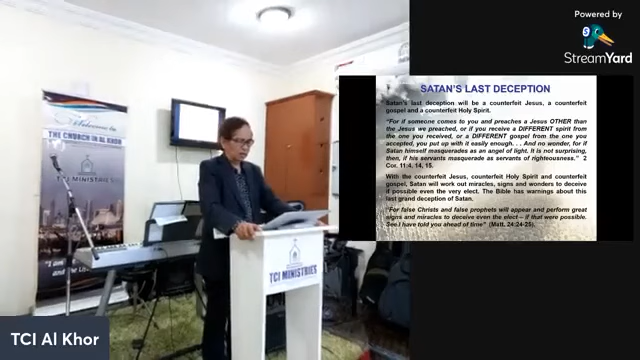 Powered by
StreamYard
SATAN'S LAST DECEPTION
Satan's last deception will be a counterfeit Jesus, a counterfeit
gospel and a counterfeit Holy Spirit.
"For if someone comes to you and preaches a Jesus OTHER than
the Jesus we preached, or if you receive a DIFFERENT spirit from
the one you received, or a DIFFERENT gospel from the one you
accepted, you put up with it easily enough. . . And no wonder, for if
Satan himself masquerades as an angel of light. It is not surprising,
then, if his servants masquerade as servants of righteousness." 2
Cor. 11:4, 14, 15.
With the counterfeit Jesus, counterfeit Holy Spirit and counterfeit
gospel, Satan will work out miracles, signs and wonders to deceive
if possible even the very elect. The Bible has warnings about this
last grand deception of Satan.
"For false Christs and false prophets will appear and perform great
signs and miracles to deceive even the elect – if that were possible.
See I have told you ahead of time" (Matt. 24:24-25).
Welcome to
THE CHURCH IN AL KHOR
TCI MINISTRIES
"I am
TCI MINISTRIES
TCI Al Khor